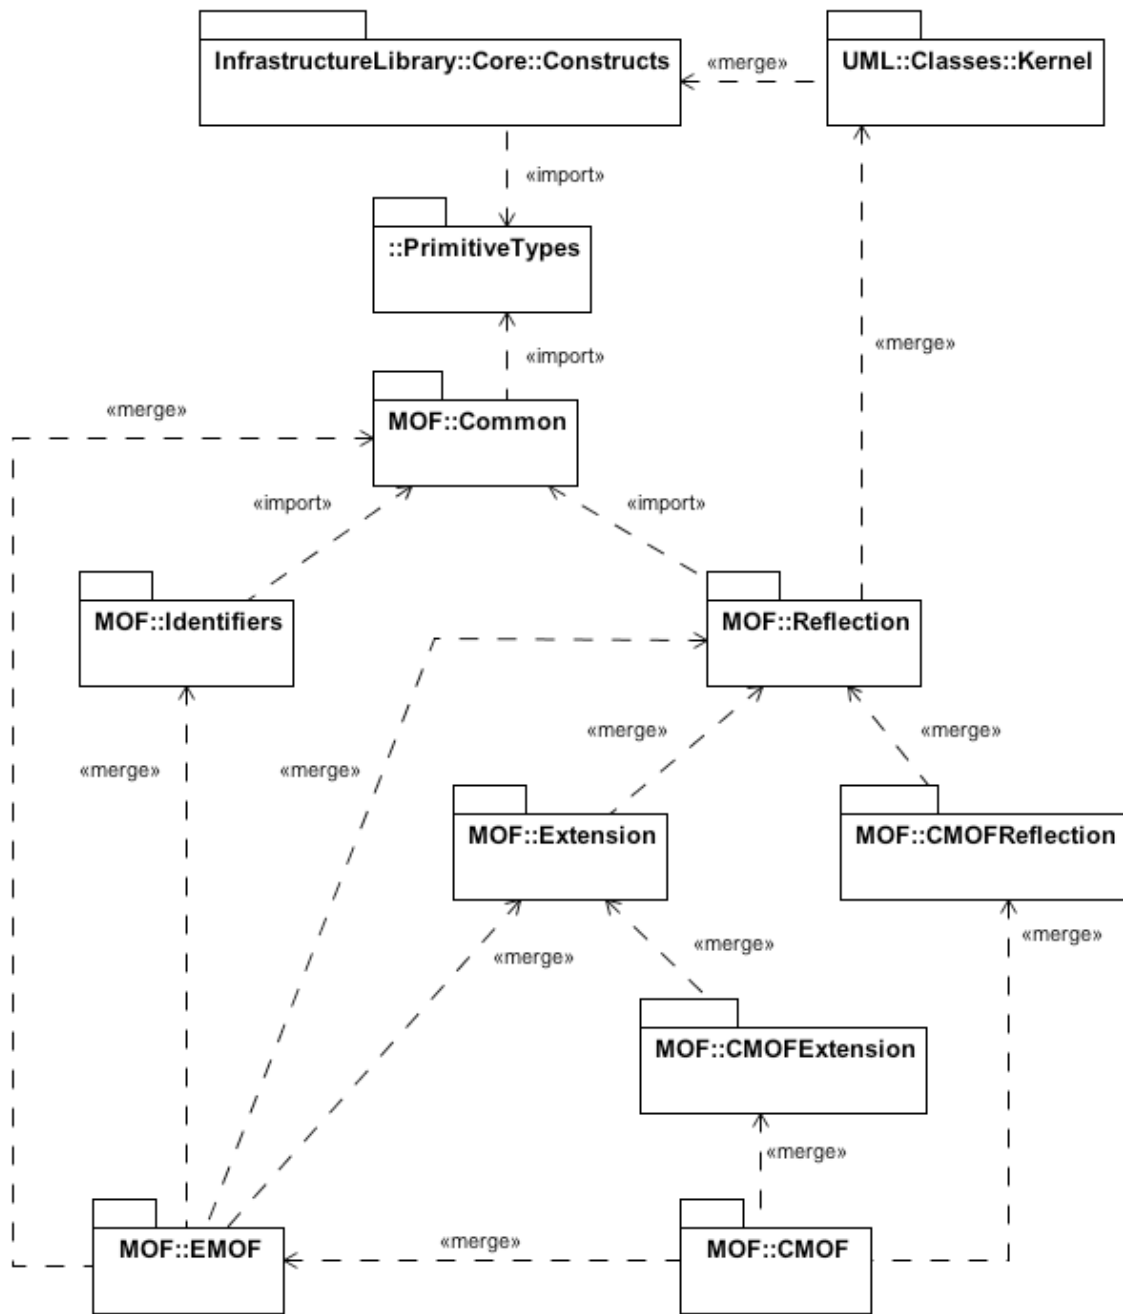 InfrastructureLibrary::Core::Constructs
«merge»
UML::Classes::Kernel
«import»
::PrimitiveTypes
«import»
«merge»
«merge»
MOF::Common
«import»
«import»
MOF::Identifiers
MOF::Reflection
«merge»
«merge»
«merge»
«merge»
MOF::Extension
MOF::CMOFReflection
«merge»
«merge»
«merge»
MOF::CMOFExtension
«merge»
MOF::EMOF
«merge»
MOF::CMOF